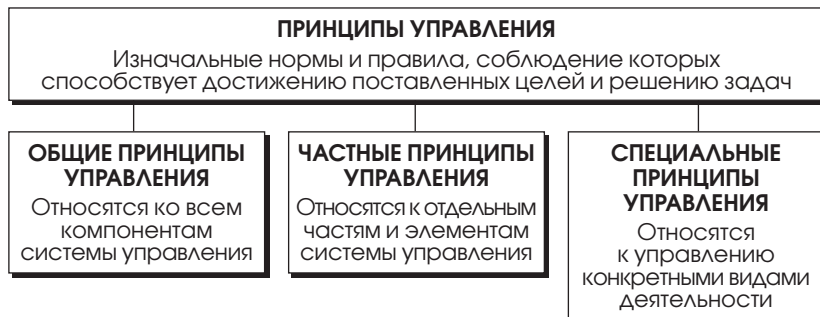 ПРИНЦИПЫ УПРАВЛЕНИЯ
Изначальные нормы и правила, соблюдение которых
способствует достижению поставленных целей и решению задач
ОБЩИЕ ПРИНЦИПЫ
УПРАВЛЕНИЯ
Относятся ко всем
компонентам
системы управления
ЧАСТНЫЕ ПРИНЦИПЫ
УПРАВЛЕНИЯ
Относятся к отдельным
частям и элементам
системы управления
СПЕЦИАЛЬНЫЕ
ПРИНЦИПЫ
УПРАВЛЕНИЯ
Относятся
к управлению
конкретными видами
деятельности